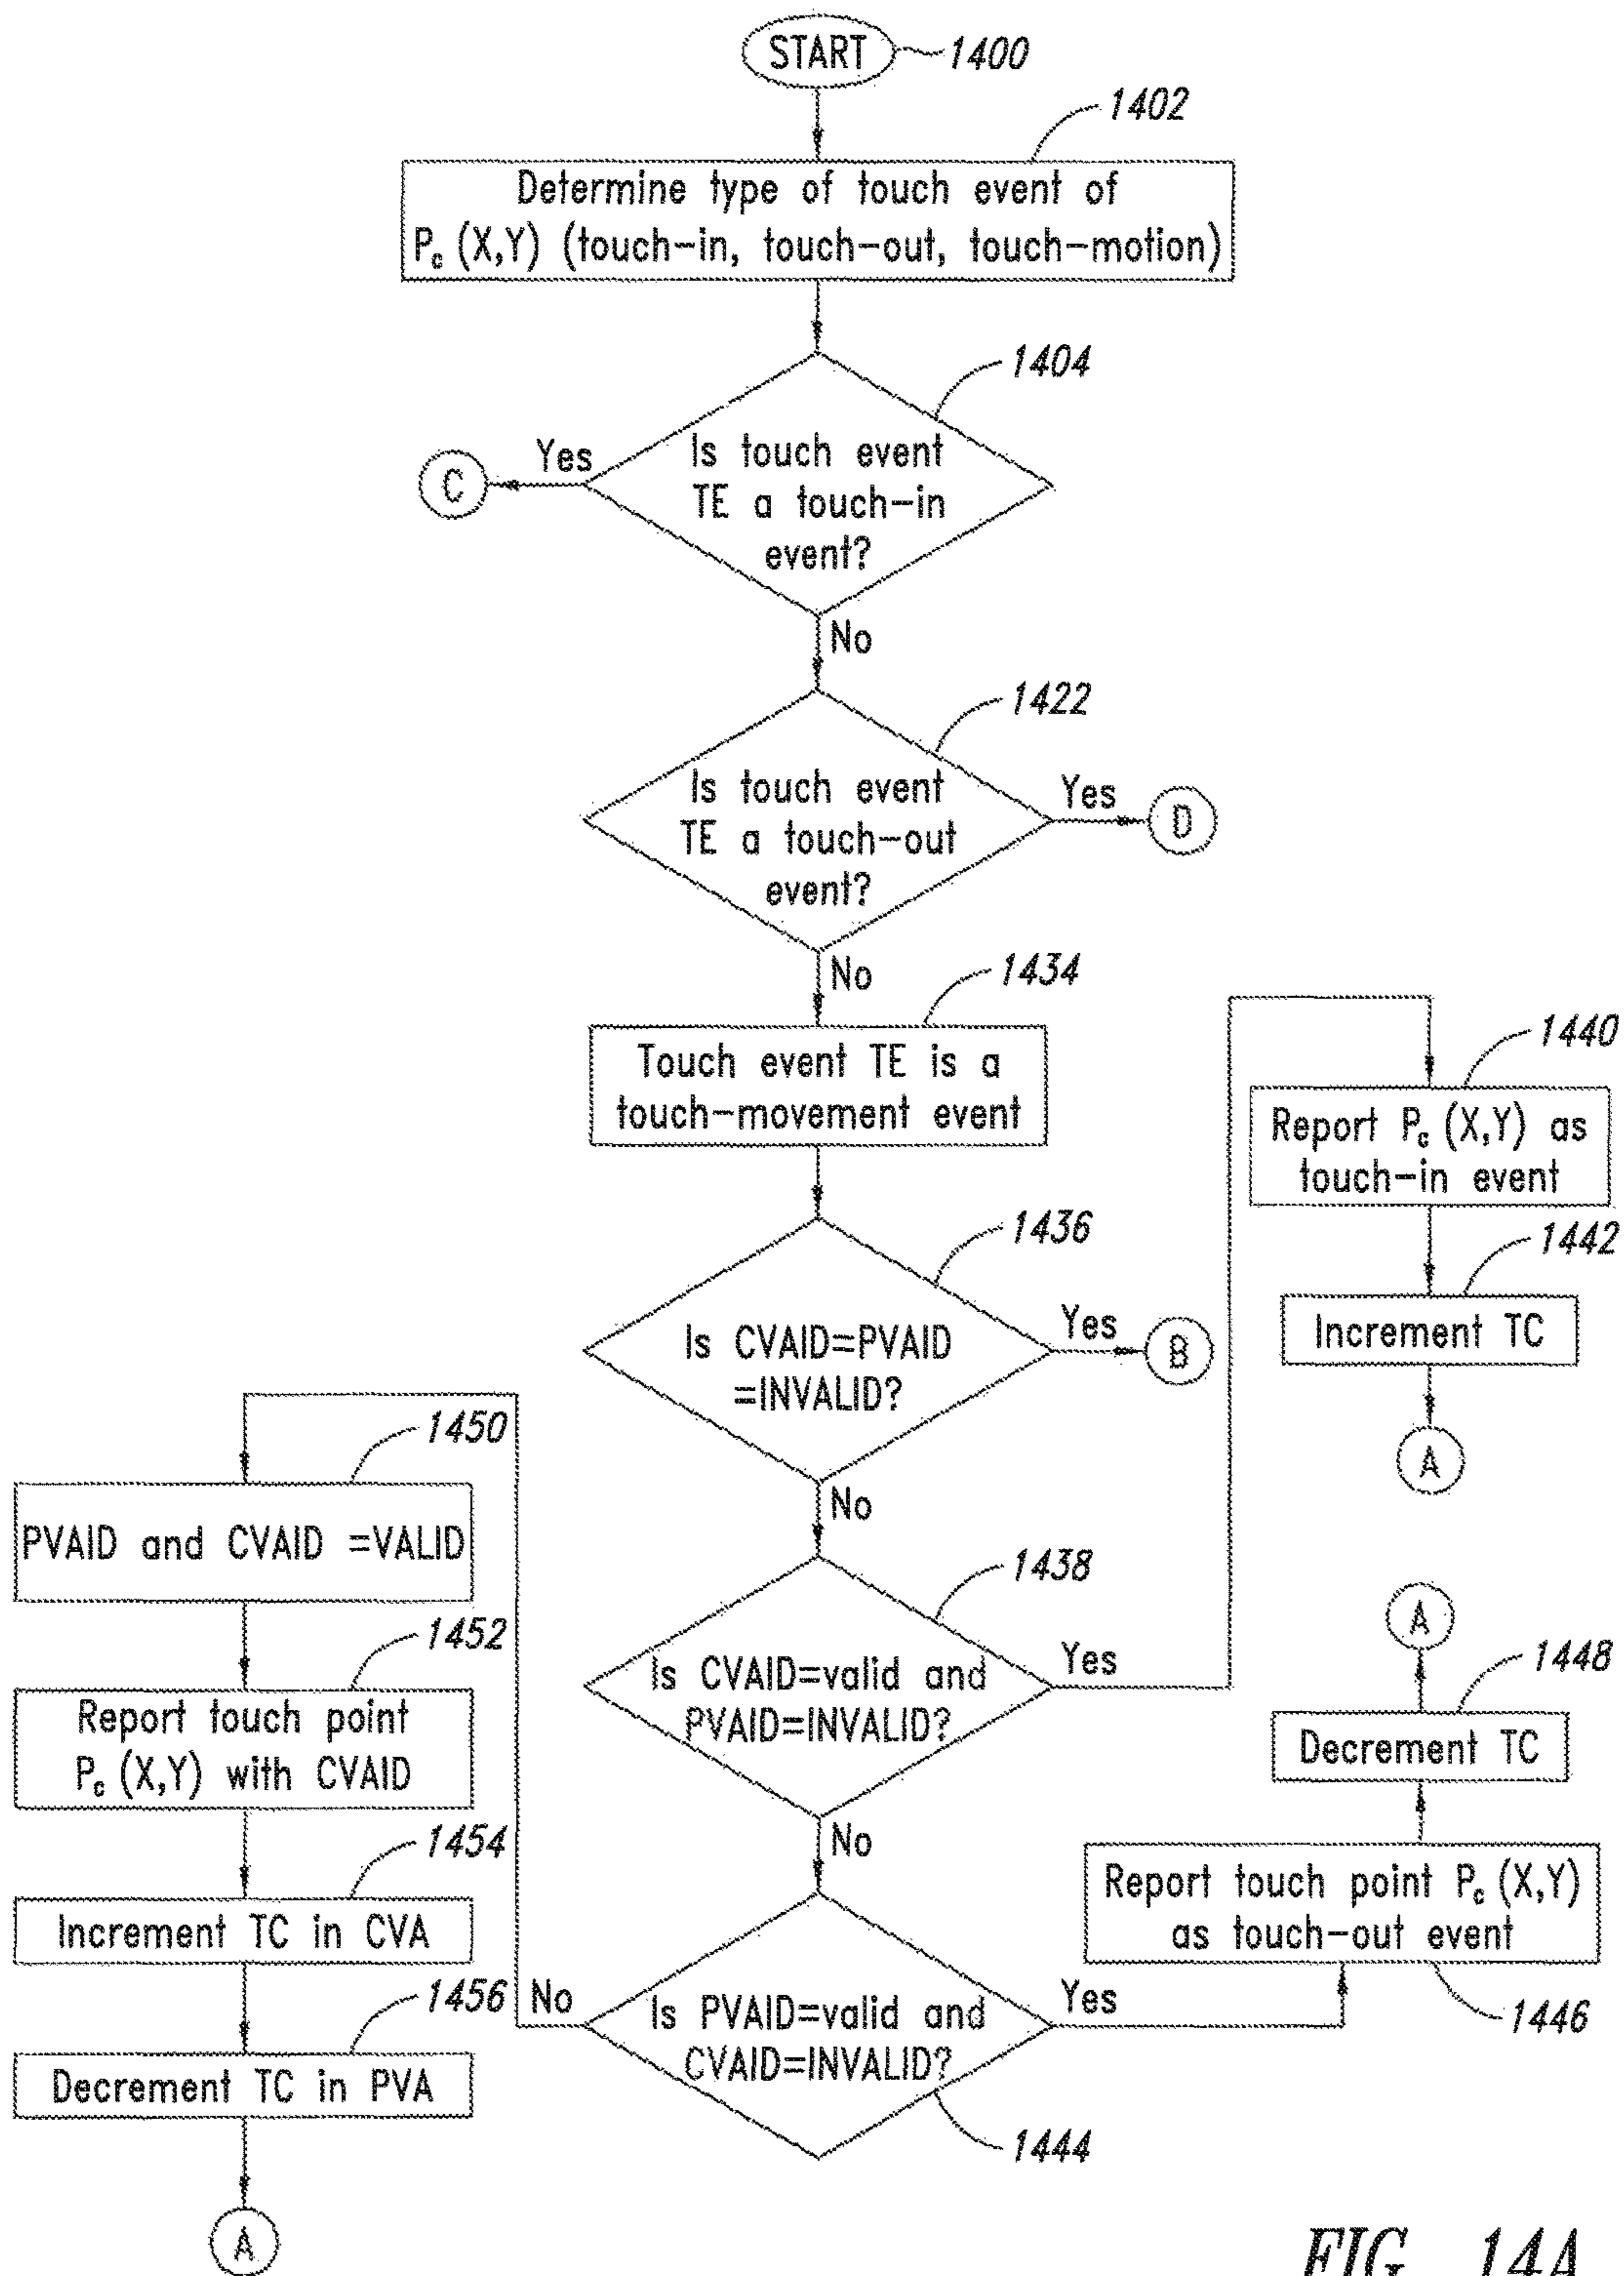 START
1400
1402
Determine type of touch event of
Pc (X,Y) (touch-in, touch-out, touch-motion)
1404
Is touch event
TE a touch-in
event?
Yes
C
No
1422
Is touch event
TE a touch-out
event?
Yes
D
No
1434
Touch event TE is a
touch-movement event
1436
Is CVAID=PVAID
=INVALID?
Yes
B
No
1438
Is CVAID=valid and
PVAID=INVALID?
Yes
1440
Report Pc (X,Y) as
touch-in event
1442
Increment TC
A
No
1444
Is PVAID=valid and
CVAID=INVALID?
Yes
1446
Report touch point Pc (X,Y)
as touch-out event
1448
Decrement TC
A
No
1450
PVAID and CVAID =VALID
1452
Report touch point
Pc (X,Y) with CVAID
1454
Increment TC in CVA
1456
Decrement TC in PVA
A
FIG. 14A